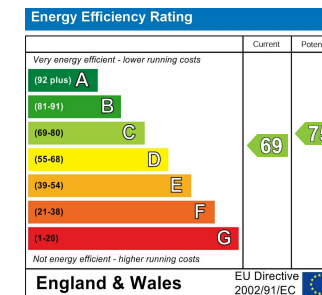 Energy Efficiency Rating
Current
Very energy efficient - lower running costs
(92 plus) A
(81-91) B
(69-80) C
(55-68) D
(39-54) E
(21-38) F
(1-20) G
69
Not energy efficient - higher running costs
England & Wales
EU Directive
2002/91/EC